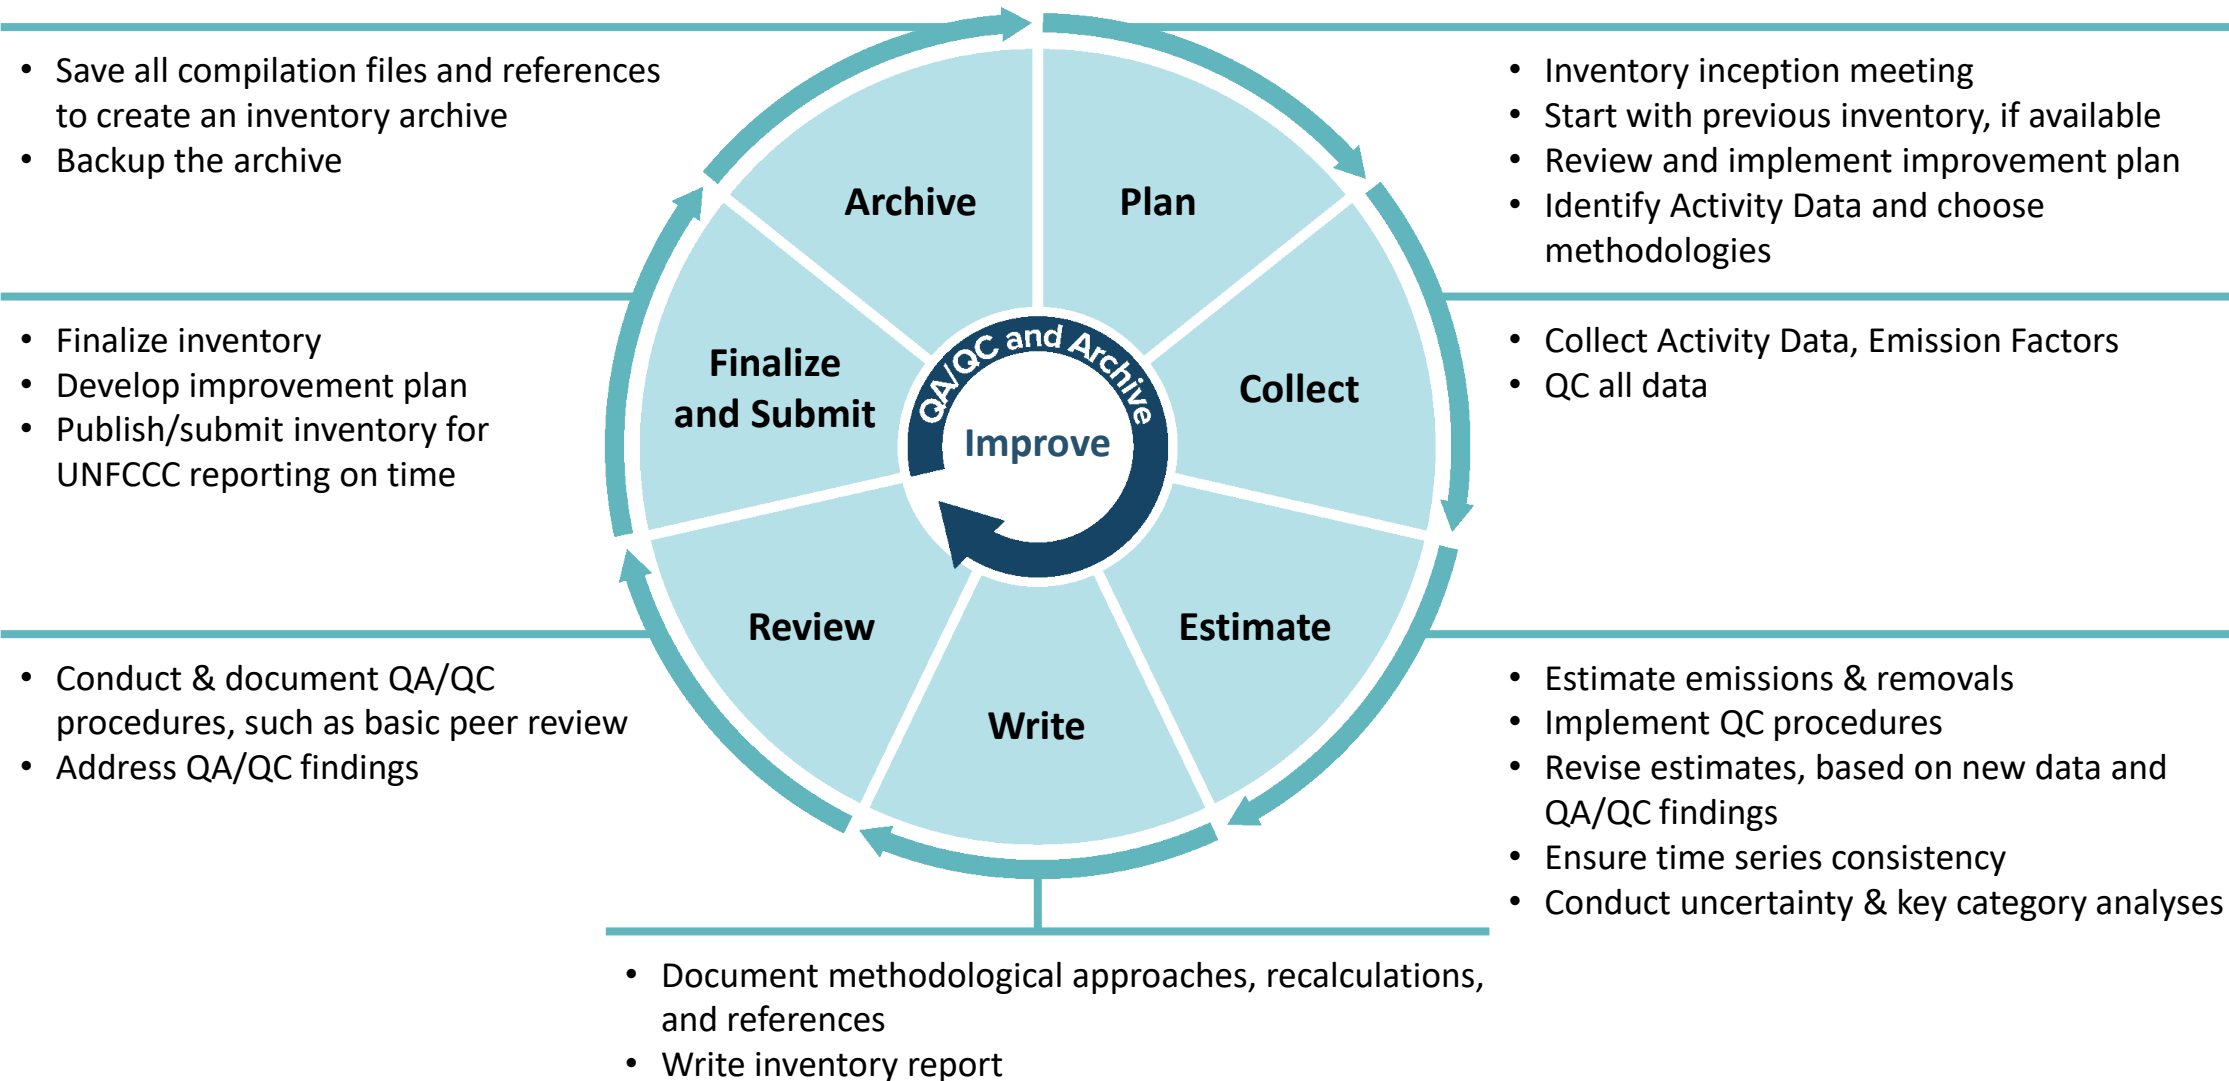 • Save all compilation files and references
to create an inventory archive
• Backup the archive
• Inventory inception meeting
• Start with previous inventory, if available
• Review and implement improvement plan
• Identify Activity Data and choose
methodologies
Archive
Plan
• Finalize inventory
• Develop improvement plan
• Publish/submit inventory for
UNFCCC reporting on time
Finalize
and Submit
QA/QC and Archive
Improve
Collect
• Collect Activity Data, Emission Factors
• QC all data
Review
Estimate
Write
• Conduct & document QA/QC
procedures, such as basic peer review
• Address QA/QC findings
• Estimate emissions & removals
• Implement QC procedures
• Revise estimates, based on new data and
QA/QC findings
• Ensure time series consistency
• Conduct uncertainty & key category analyses
• Document methodological approaches, recalculations,
and references
• Write inventory report